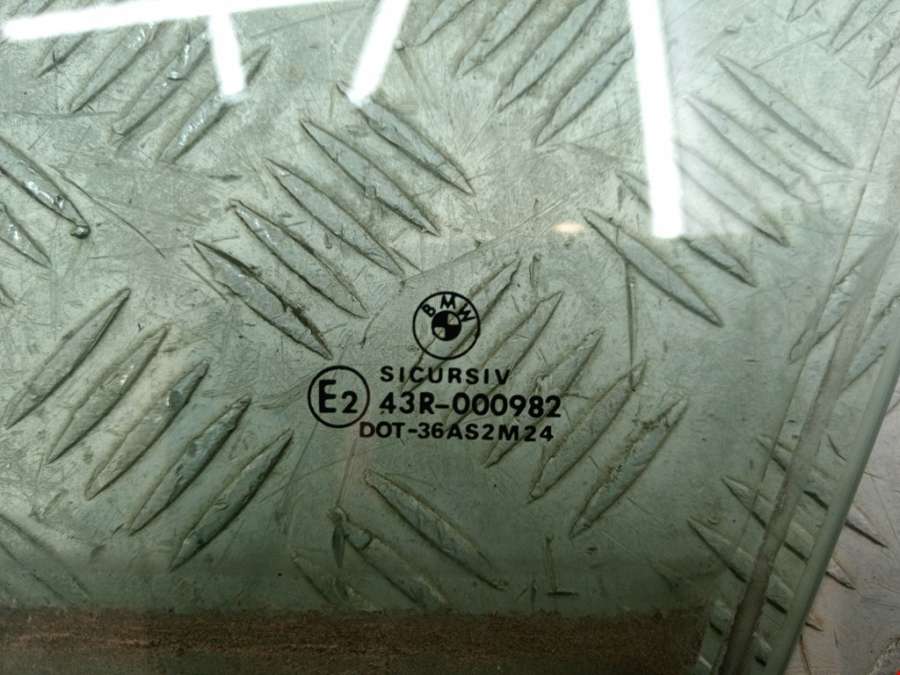 BMW
SICURSIV
E2 43R-000982
DOT-36AS2M24